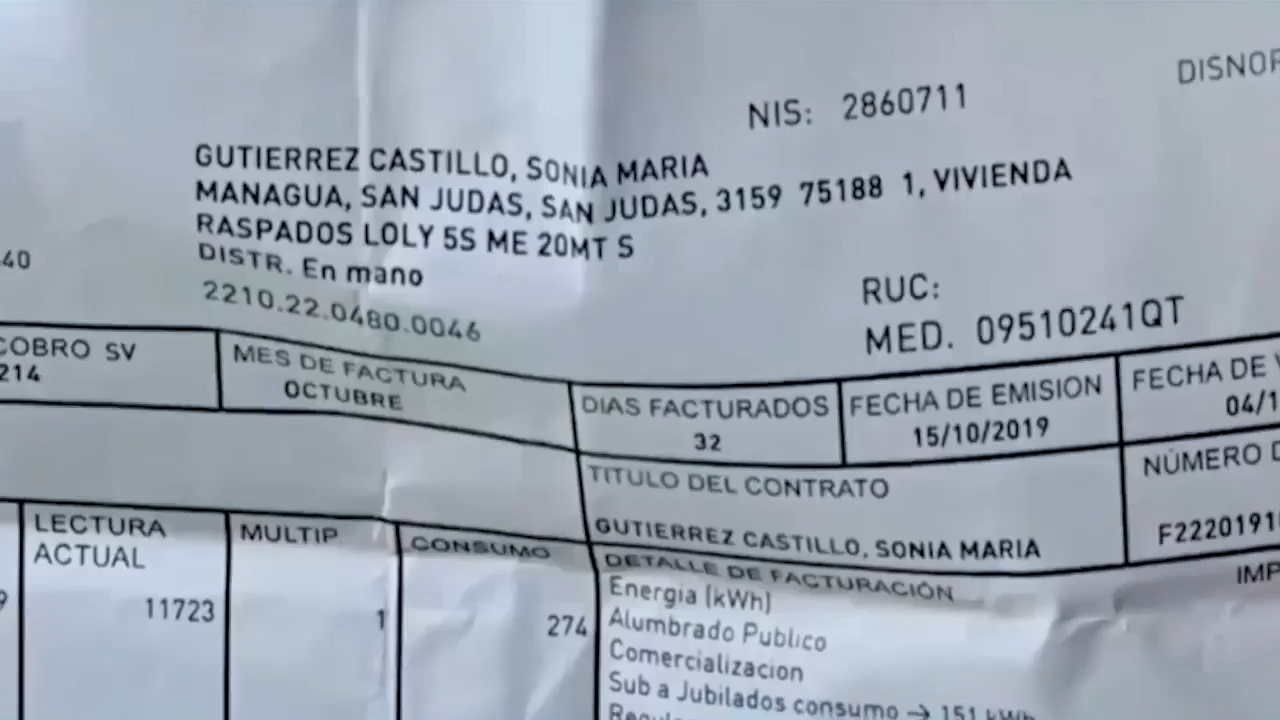 DISNOR
NIS: 2860711
GUTIERREZ CASTILLO, SONIA MARIA
MANAGUA, SAN JUDAS, SAN JUDAS, 3159 75188 1, VIVIENDA
RASPADOS LOLY 5S ME 20MT S
DISTR. En mano
40
2210.22.0480.0046
RUC:
MED. 09510241QT
COBRO SV
214
MES DE FACTURA
OCTUBRE
DIAS FACTURADOS
32
FECHA DE EMISION
15/10/2019
FECHA DE V
04/1
TITULO DEL CONTRATO
GUTIERREZ CASTILLO, SONIA MARIA
NÚMERO D
F2220191
LECTURA
ACTUAL
11723
MULTIP.
1
CONSUMO
274
DETALLE DE FACTURACIÓN
IMP
Energia (kWh)
Alumbrado Publico
Comercializacion
Sub a Jubilados consumo → 151 kWh